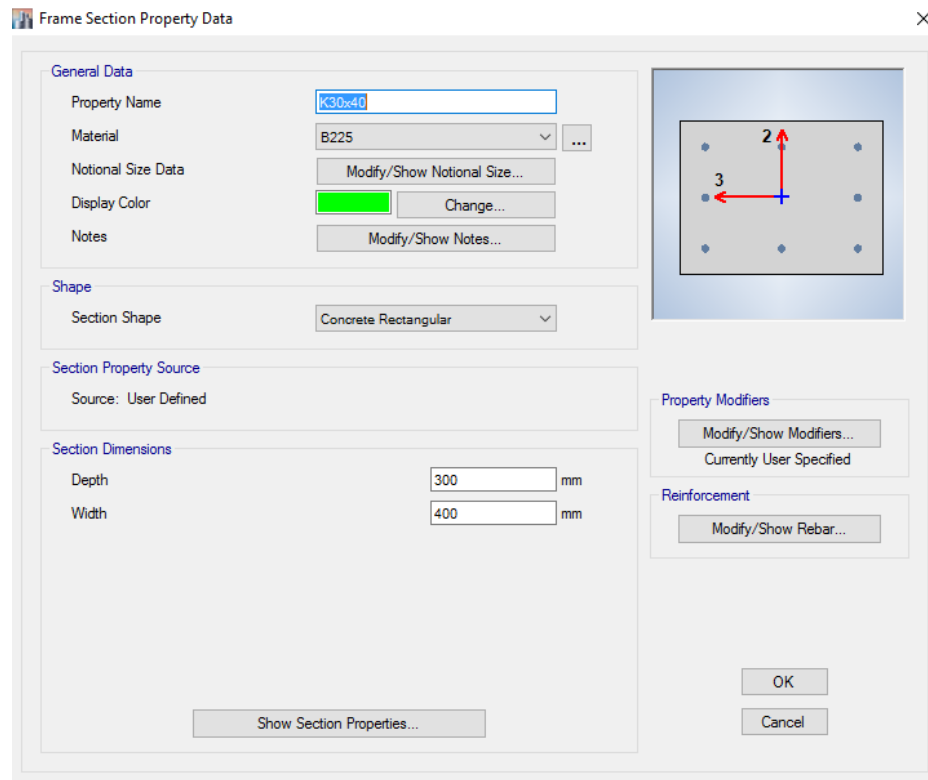 Frame Section Property Data
General Data
Property Name K30x40
Material B225 ...
Notional Size Data Modify/Show Notional Size...
Display Color Change...
Notes Modify/Show Notes...
Shape
Section Shape Concrete Rectangular
Section Property Source
Source: User Defined
Section Dimensions
Depth 300 mm
Width 400 mm
Show Section Properties...
2
3
Property Modifiers
Modify/Show Modifiers...
Currently User Specified
Reinforcement
Modify/Show Rebar...
OK
Cancel